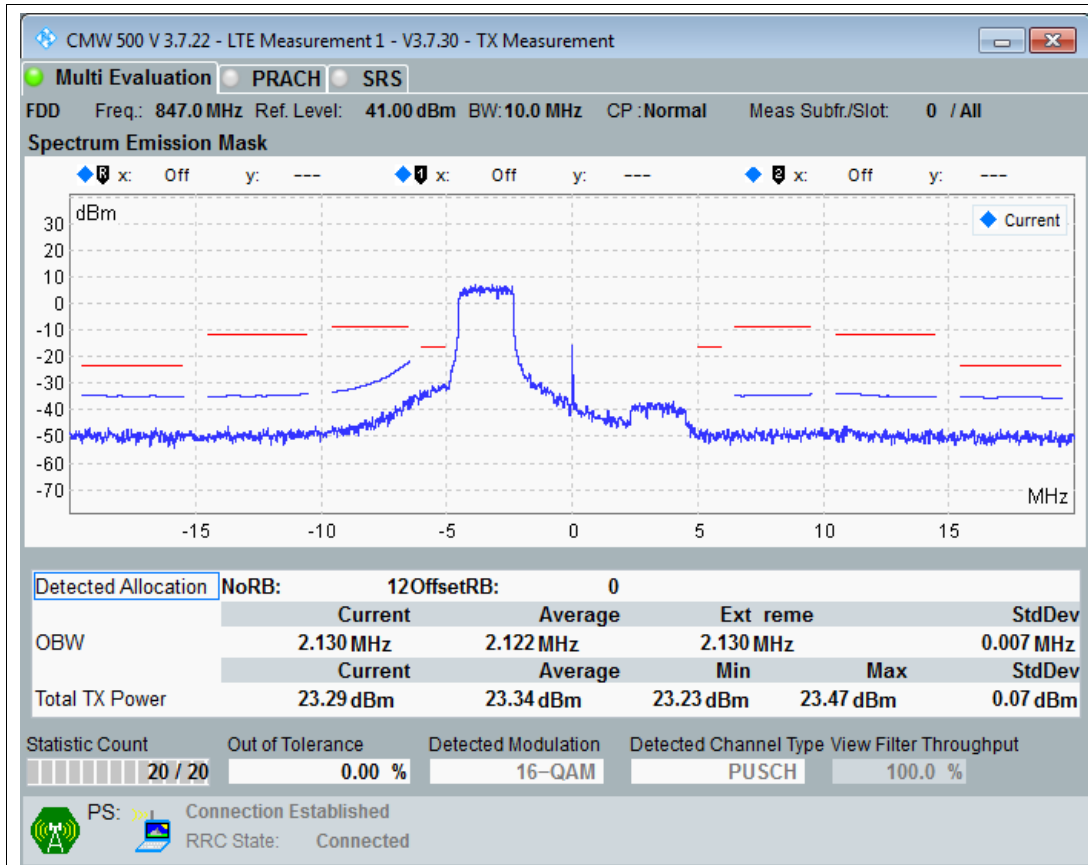 CMW 500 V 3.7.22 - LTE Measurement 1 - V3.7.30 - TX Measurement
Multi Evaluation PRACH SRS
FDD Freq.: 847.0 MHz Ref. Level: 41.00 dBm BW: 10.0 MHz CP : Normal Meas Subfr./Slot: 0 / All
Spectrum Emission Mask
R x: Off y: --- 1 x: Off y: --- 2 x: Off y: ---
dBm
Current
30
20
10
0
-10
-20
-30
-40
-50
-60
-70
MHz
-15 -10 -5 0 5 10 15
Detected Allocation NoRB: 12 OffsetRB: 0
Current Average Ext reme StdDev
OBW 2.130 MHz 2.122 MHz 2.130 MHz 0.007 MHz
Current Average Min Max StdDev
Total TX Power 23.29 dBm 23.34 dBm 23.23 dBm 23.47 dBm 0.07 dBm
Statistic Count Out of Tolerance Detected Modulation Detected Channel Type View Filter Throughput
20 / 20 0.00 % 16-QAM PUSCH 100.0 %
PS: Connection Established
RRC State: Connected